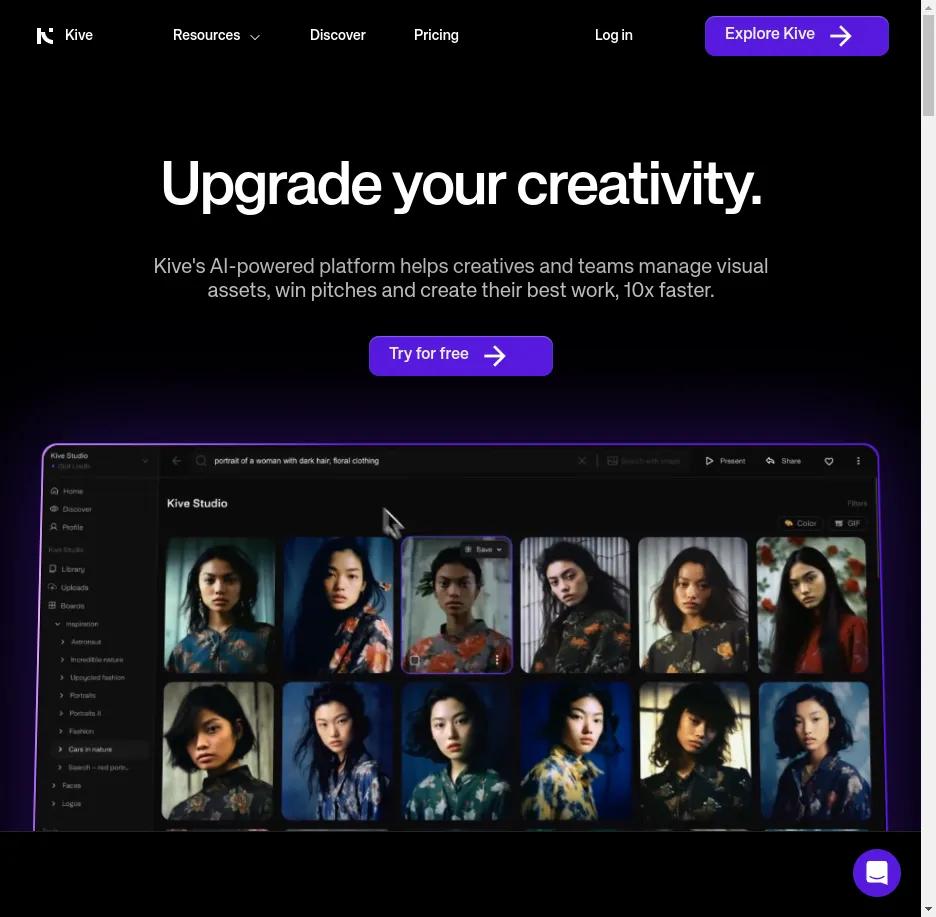 Kive
Resources
Discover
Pricing
Log in
Explore Kive
Upgrade your creativity.
Kive's AI-powered platform helps creatives and teams manage visual
assets, win pitches and create their best work, 10x faster.
Try for free
Kive Studio
portrait of a woman with dark hair, floral clothing
Search with image
Present
Share
Home
Discover
Profile
Kive Studio
Library
Uploads
Boards
Inspiration
Astronaut
Incredible nature
Upcycled fashion
Portraits
Portraits II
Fashion
Cars in nature
Search – red portr...
Faces
Logos
Kive Studio
Filters
Color
GIF
Save